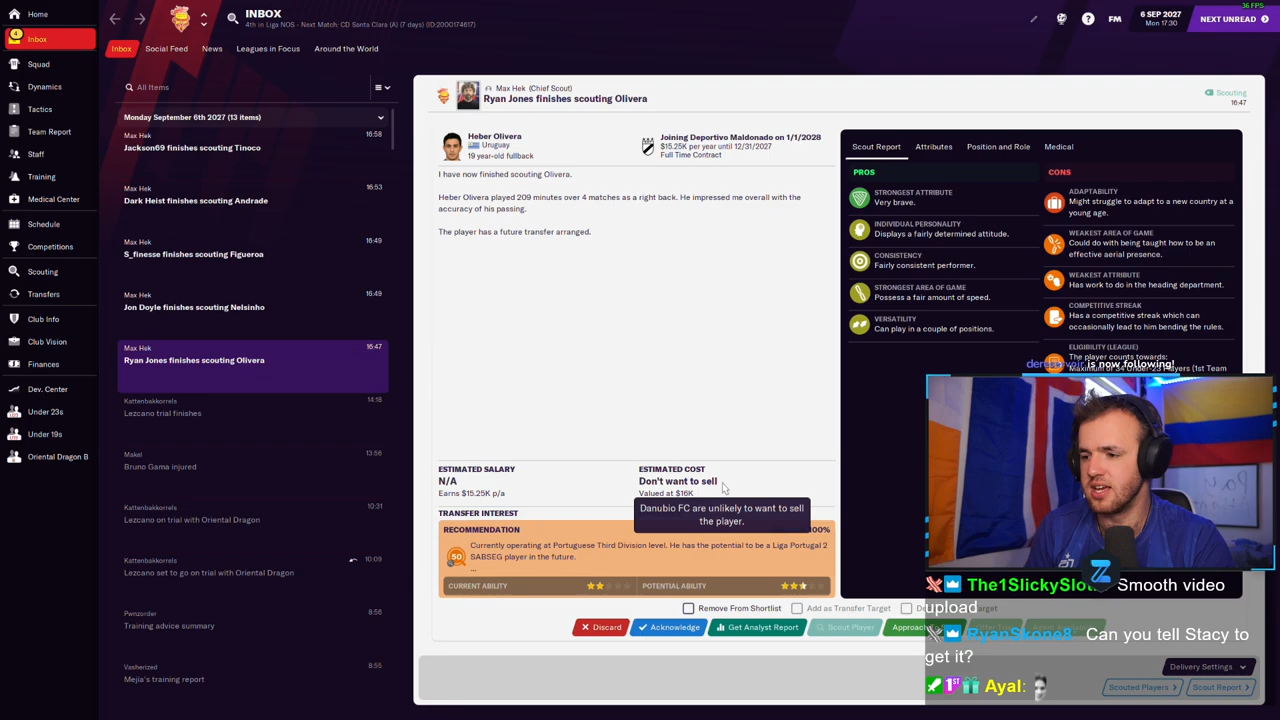 36 FPS
Home
4
Inbox
Squad
Dynamics
Tactics
Team Report
Staff
Training
Medical Center
Schedule
Competitions
Scouting
Transfers
Club Info
Club Vision
Finances
Dev. Center
Under 23s
Under 19s
Oriental Dragon B
INBOX
4th in Liga NOS - Next Match: CD Santa Clara (A) (7 days) (ID:2000174617)
FM
6 SEP 2027
Mon 17:30
NEXT UNREAD
Inbox
Social Feed
News
Leagues in Focus
Around the World
All Items
Monday September 6th 2027 (13 items)
Max Hek
16:58
Jackson69 finishes scouting Tinoco
Max Hek
16:53
Dark Heist finishes scouting Andrade
Max Hek
16:49
S_finesse finishes scouting Figueroa
Max Hek
16:49
Jon Doyle finishes scouting Nelsinho
Max Hek
16:47
Ryan Jones finishes scouting Olivera
Kattenbakkorrels
14:18
Lezcano trial finishes
Makel
13:56
Bruno Gama injured
Kattenbakkorrels
10:31
Lezcano on trial with Oriental Dragon
Kattenbakkorrels
10:09
Lezcano set to go on trial with Oriental Dragon
Pwnzorder
8:56
Training advice summary
Vasherized
8:55
Mejía's training report
Max Hek (Chief Scout)
Ryan Jones finishes scouting Olivera
Scouting
16:47
Heber Olivera
Uruguay
19 year-old fullback
Joining Deportivo Maldonado on 1/1/2028
$15.25K per year until 12/31/2027
Full Time Contract
I have now finished scouting Olivera.
Heber Olivera played 209 minutes over 4 matches as a right back. He impressed me overall with the
accuracy of his passing.
The player has a future transfer arranged.
ESTIMATED SALARY
N/A
Earns $15.25K p/a
ESTIMATED COST
Don't want to sell
Valued at $16K
Danubio FC are unlikely to want to sell
the player.
TRANSFER INTEREST
RECOMMENDATION
100%
50
Currently operating at Portuguese Third Division level. He has the potential to be a Liga Portugal 2
SABSEG player in the future.
...
CURRENT ABILITY
POTENTIAL ABILITY
Remove From Shortlist
Add as Transfer Target
Discard
Acknowledge
Get Analyst Report
Scout Player
Approach
Scout Report
Attributes
Position and Role
Medical
PROS
STRONGEST ATTRIBUTE
Very brave.
INDIVIDUAL PERSONALITY
Displays a fairly determined attitude.
CONSISTENCY
Fairly consistent performer.
STRONGEST AREA OF GAME
Possess a fair amount of speed.
VERSATILITY
Can play in a couple of positions.
CONS
ADAPTABILITY
Might struggle to adapt to a new country at a
young age.
WEAKEST AREA OF GAME
Could do with being taught how to be an
effective aerial presence.
WEAKEST ATTRIBUTE
Has work to do in the heading department.
COMPETITIVE STREAK
Has a competitive streak which can
occasionally lead to him bending the rules.
ELIGIBILITY (LEAGUE)
The player counts towards:
is now following!
Smooth video
upload
RyanSkone8: Can you tell Stacy to
get it?
1ST
Ayal:
Delivery Settings
Scouted Players
Scout Report